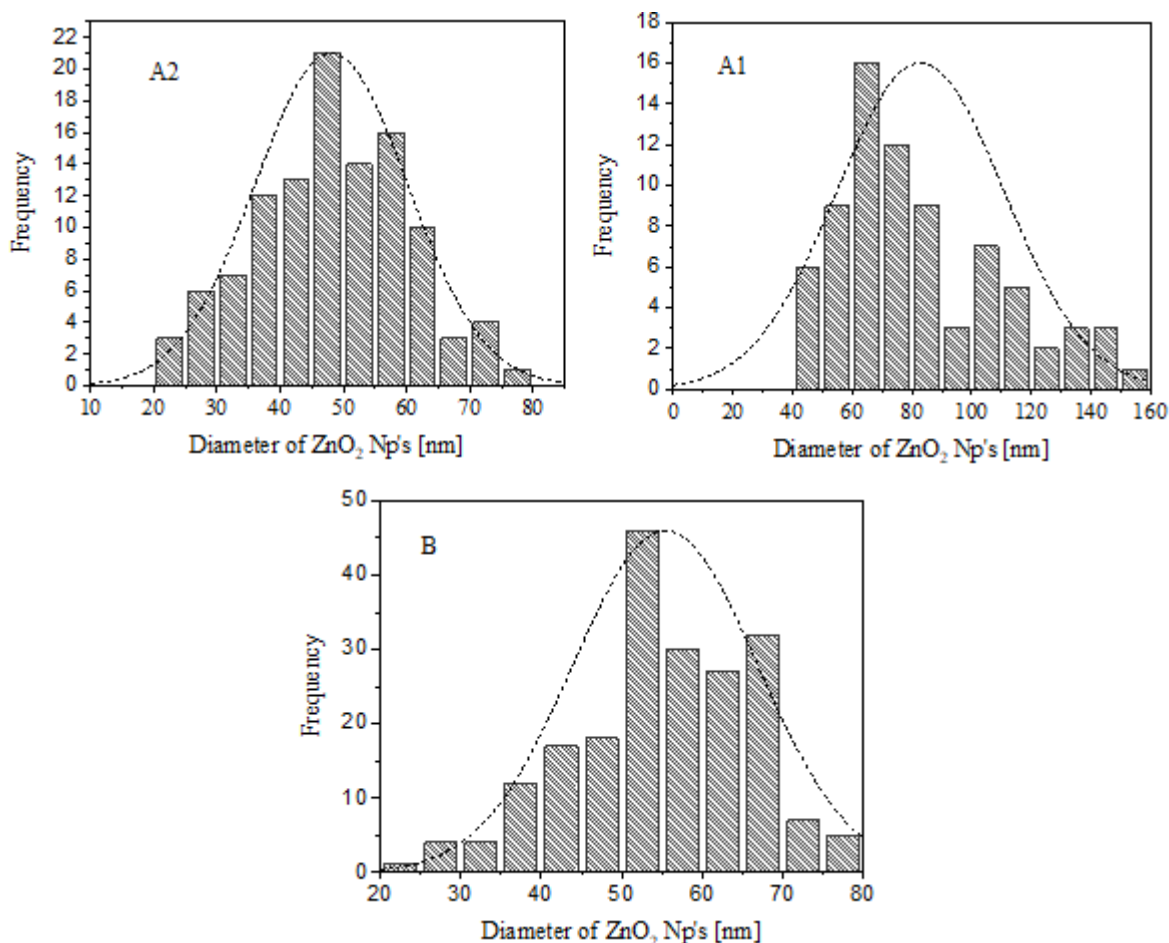 22
20
18
16
14
12
10
8
6
4
2
0
Frequency
A2
10 20 30 40 50 60 70 80
Diameter of ZnO₂ Np's [nm]
18
16
14
12
10
8
6
4
2
0
Frequency
A1
0 20 40 60 80 100 120 140 160
Diameter of ZnO₂ Np's [nm]
50
40
30
20
10
0
Frequency
B
20 30 40 50 60 70 80
Diameter of ZnO₂ Np's [nm]